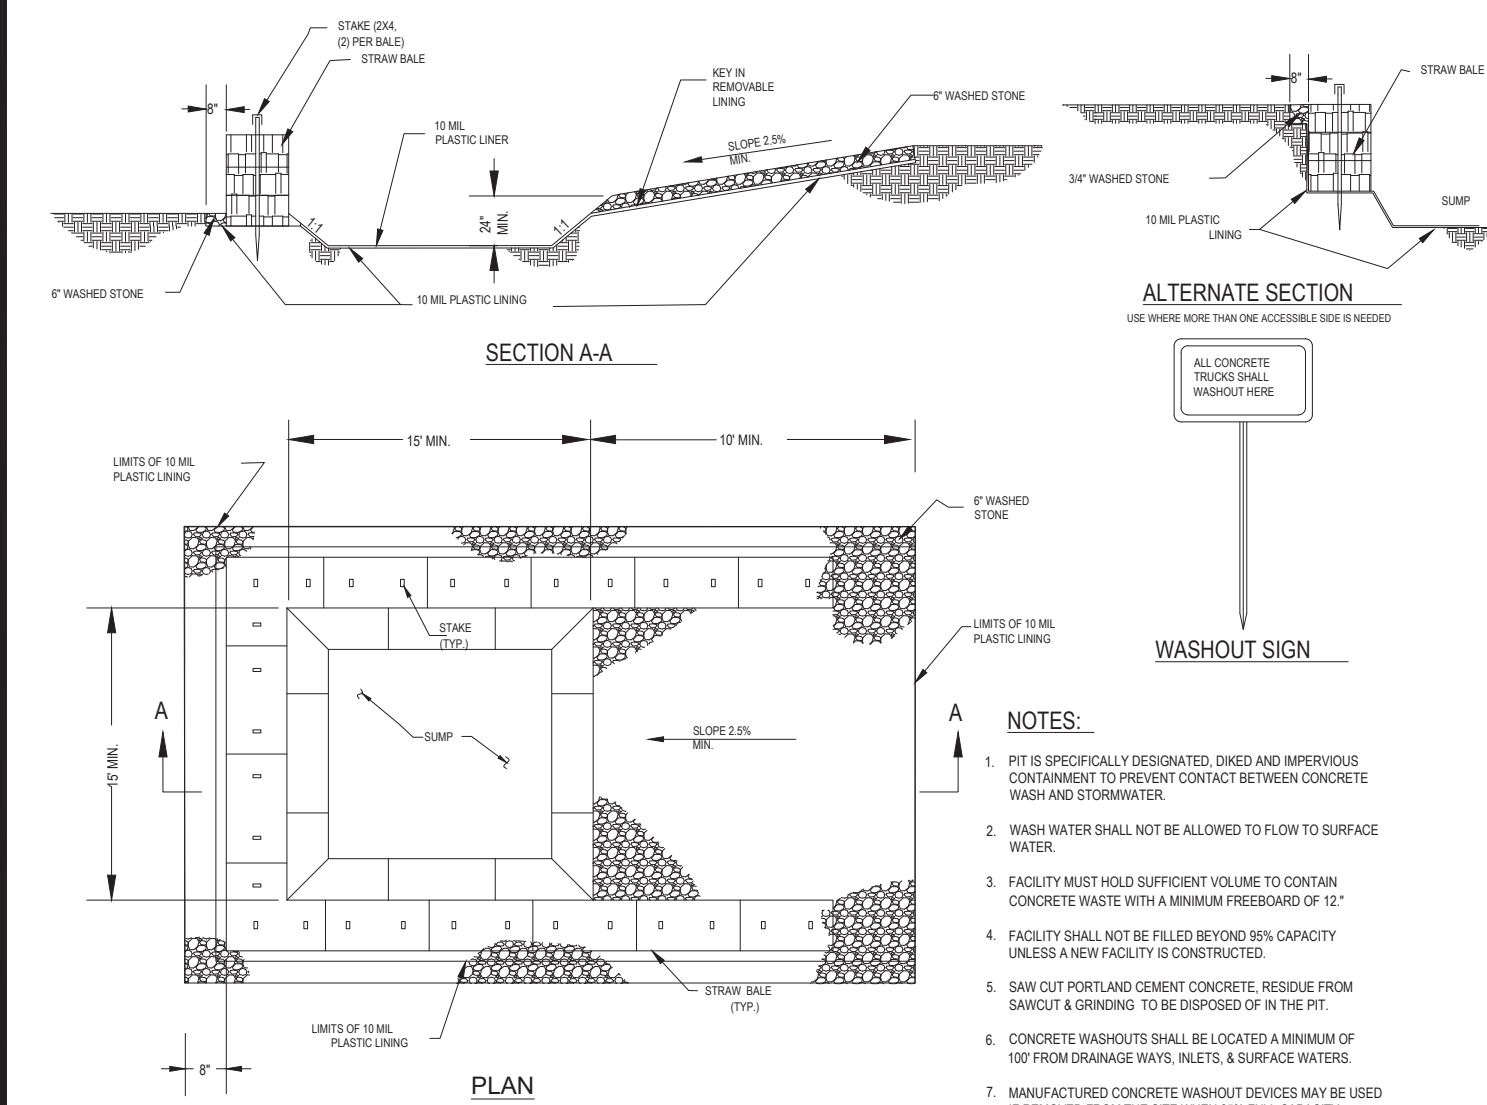 STAKE (2X4,
(2) PER BALE)
STRAW BALE
8"
10 MIL
PLASTIC LINER
KEY IN
REMOVABLE
LINING
6" WASHED STONE
SLOPE 2.5%
MIN.
24"
MIN.
1:1
1:1
6" WASHED STONE
10 MIL PLASTIC LINING
SECTION A-A
8"
STRAW BALE
3/4" WASHED STONE
10 MIL PLASTIC
LINING
SUMP
ALTERNATE SECTION
USE WHERE MORE THAN ONE ACCESSIBLE SIDE IS NEEDED
ALL CONCRETE
TRUCKS SHALL
WASHOUT HERE
WASHOUT SIGN
15' MIN.
10' MIN.
LIMITS OF 10 MIL
PLASTIC LINING
6" WASHED
STONE
STAKE
(TYP.)
LIMITS OF 10 MIL
PLASTIC LINING
A
A
15' MIN.
SUMP
SLOPE 2.5%
MIN.
STRAW BALE
(TYP.)
LIMITS OF 10 MIL
PLASTIC LINING
8"
PLAN
NOTES:
1. PIT IS SPECIFICALLY DESIGNATED, DIKED AND IMPERVIOUS
CONTAINMENT TO PREVENT CONTACT BETWEEN CONCRETE
WASH AND STORMWATER.
2. WASH WATER SHALL NOT BE ALLOWED TO FLOW TO SURFACE
WATER.
3. FACILITY MUST HOLD SUFFICIENT VOLUME TO CONTAIN
CONCRETE WASTE WITH A MINIMUM FREEBOARD OF 12."
4. FACILITY SHALL NOT BE FILLED BEYOND 95% CAPACITY
UNLESS A NEW FACILITY IS CONSTRUCTED.
5. SAW CUT PORTLAND CEMENT CONCRETE, RESIDUE FROM
SAWCUT & GRINDING TO BE DISPOSED OF IN THE PIT.
6. CONCRETE WASHOUTS SHALL BE LOCATED A MINIMUM OF
100' FROM DRAINAGE WAYS, INLETS, & SURFACE WATERS.
7. MANUFACTURED CONCRETE WASHOUT DEVICES MAY BE USED